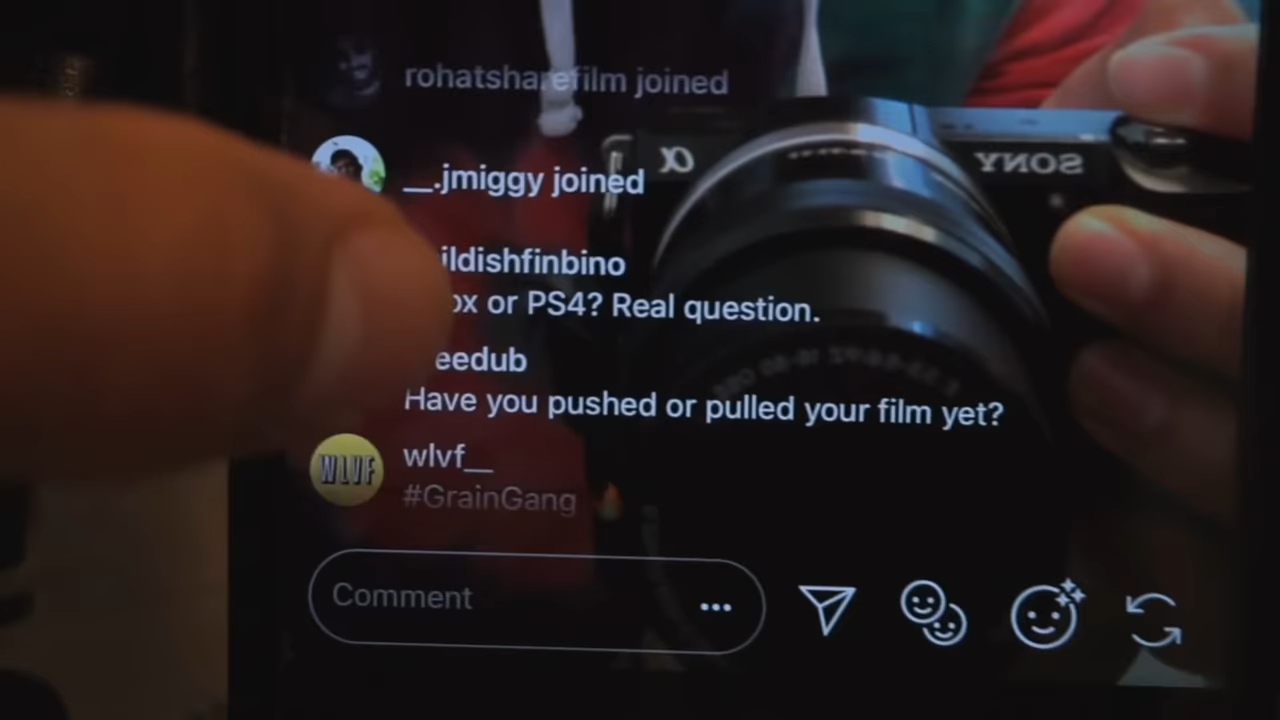 rohatsharefilm joined
__.jmiggy joined
α
SONY
ildishfinbino
ox or PS4? Real question.
eedub
Have you pushed or pulled your film yet?
wlvf__
WLVF
#GrainGang 🔥
Comment